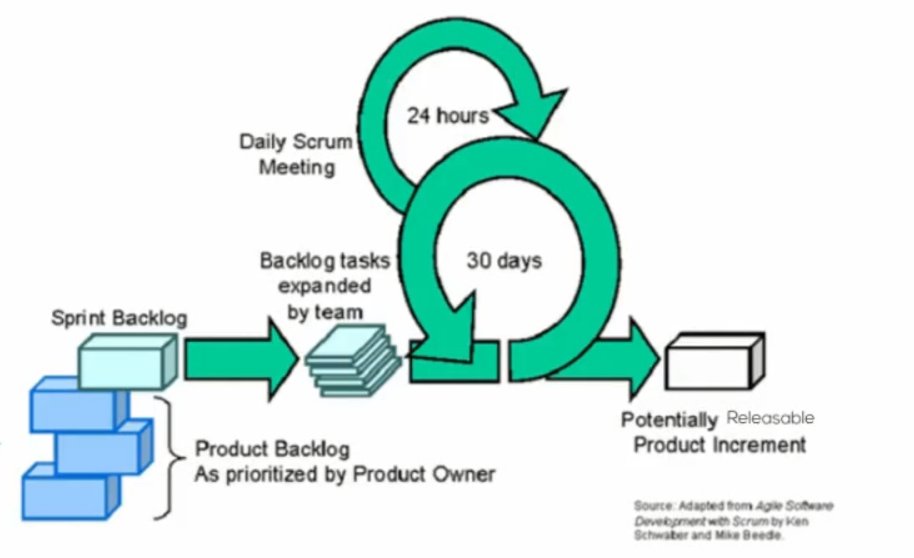 24 hours
Daily Scrum
Meeting
30 days
Backlog tasks
expanded
by team
Sprint Backlog
Potentially Releasable
Product Increment
Product Backlog
As prioritized by Product Owner
Source: Adapted from Agile Software
Development with Scrum by Ken
Schwaber and Mike Beedle.